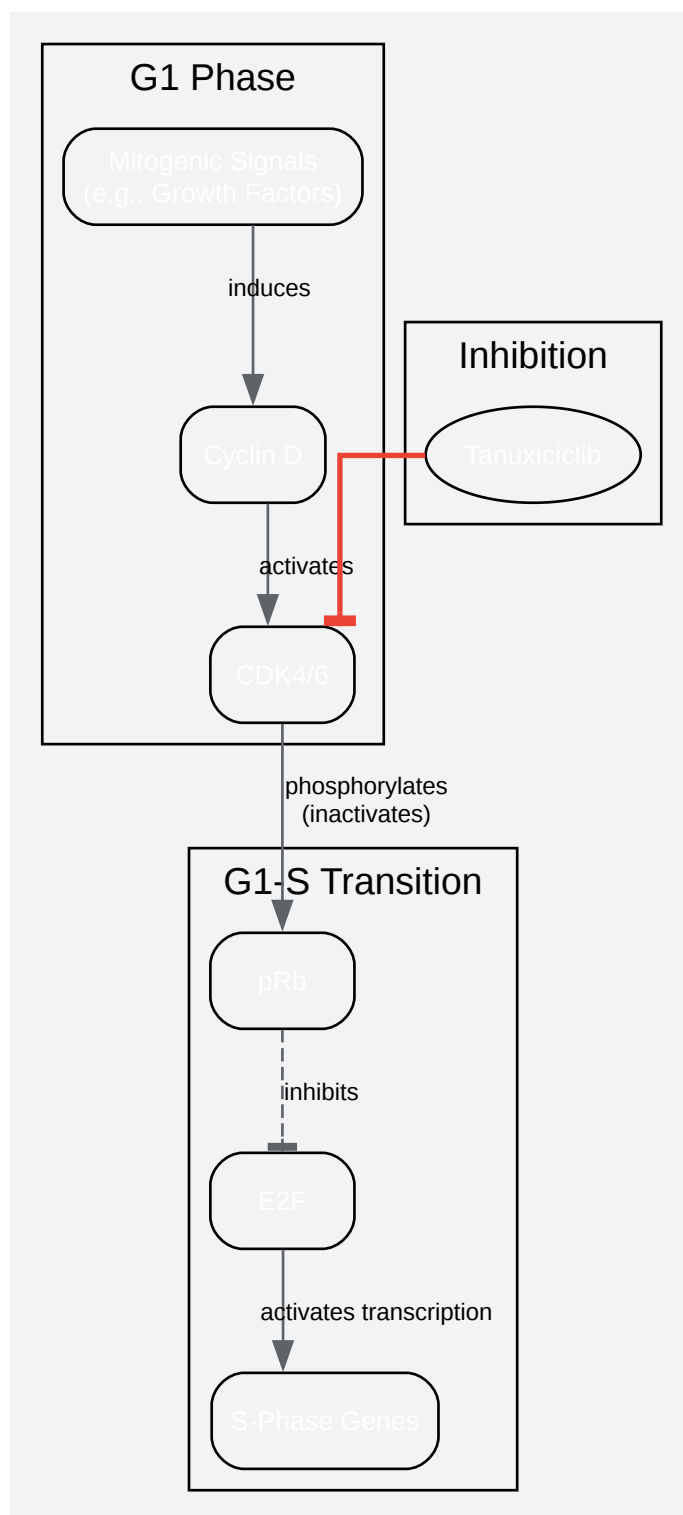 G1 Phase
Mitogenic Signals
(e.g., Growth Factors)
induces
Inhibition
Cyclin D
Tanuxiciclib
activates
CDK4/6
phosphorylates
(inactivates)
G1-S Transition
pRb
inhibits
E2F
activates transcription
S-Phase Genes